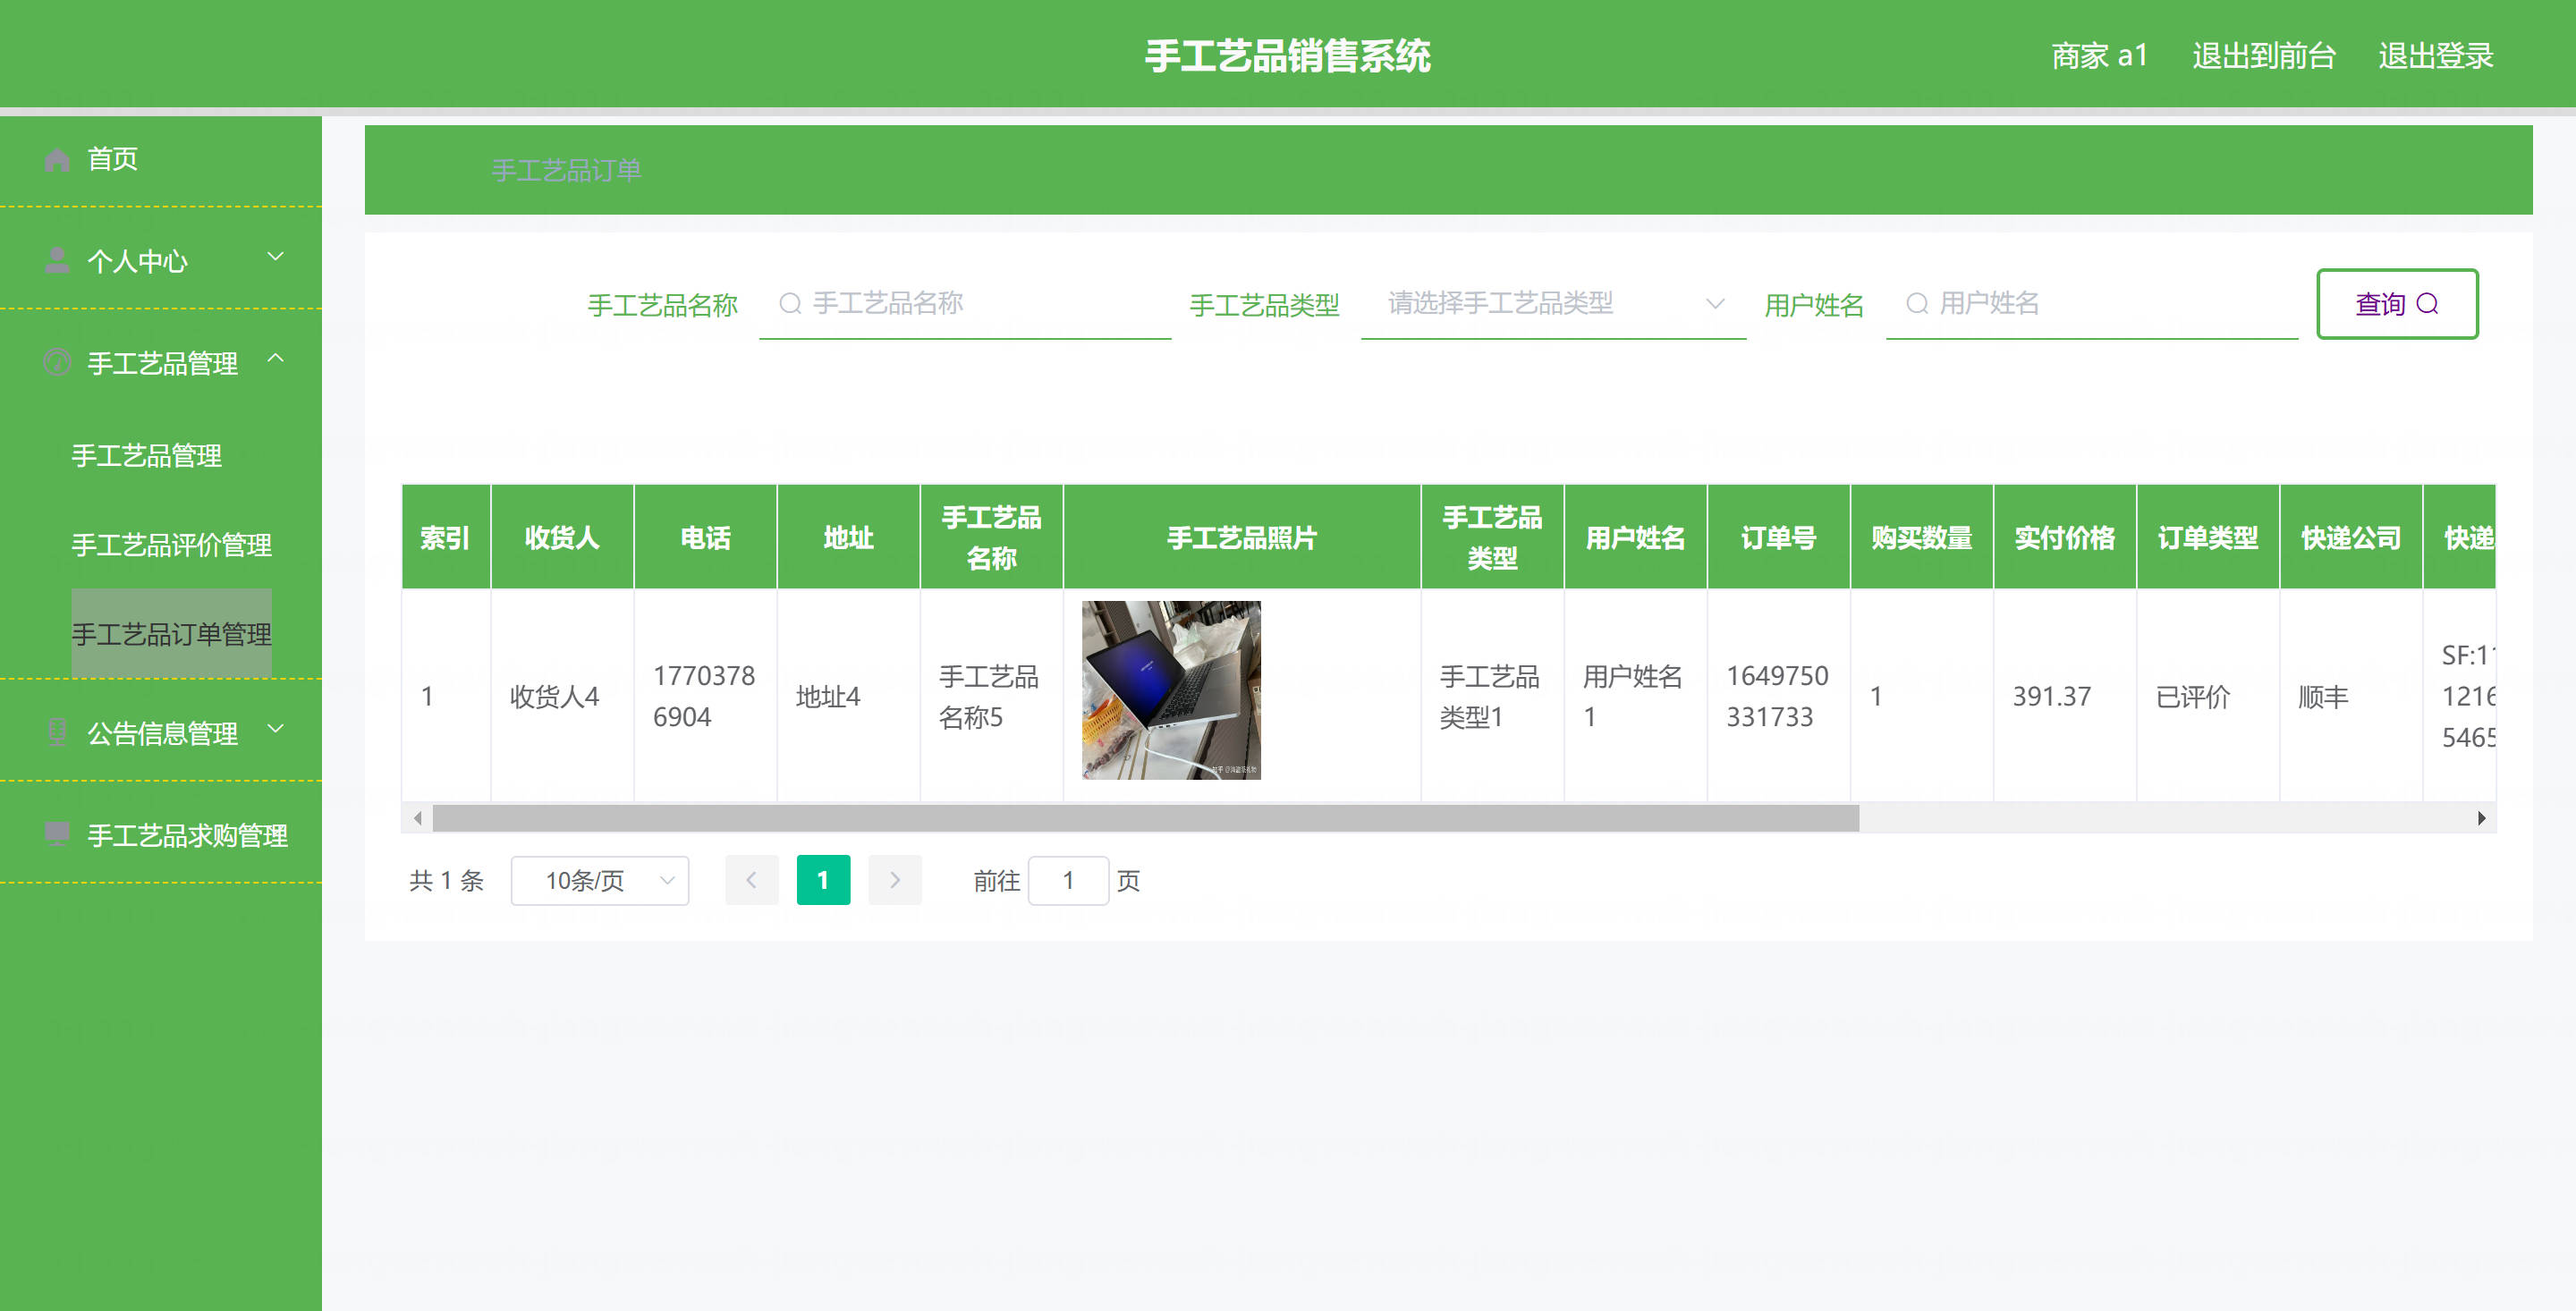 手工艺品销售系统
商家 a1 退出到前台 退出登录
首页
个人中心
手工艺品管理
手工艺品管理
手工艺品评价管理
手工艺品订单管理
公告信息管理
手工艺品求购管理
手工艺品订单
手工艺品名称 手工艺品名称 手工艺品类型 请选择手工艺品类型 用户姓名 用户姓名 查询
索引 收货人 电话 地址 手工艺品名称 手工艺品照片 手工艺品类型 用户姓名 订单号 购买数量 实付价格 订单类型 快递公司 快递
1 收货人4 17703786904 地址4 手工艺品名称5 手工艺品类型1 用户姓名1 1649750331733 1 391.37 已评价 顺丰 SF:1
1216
5465
共 1 条 10条/页 1 前往 1 页